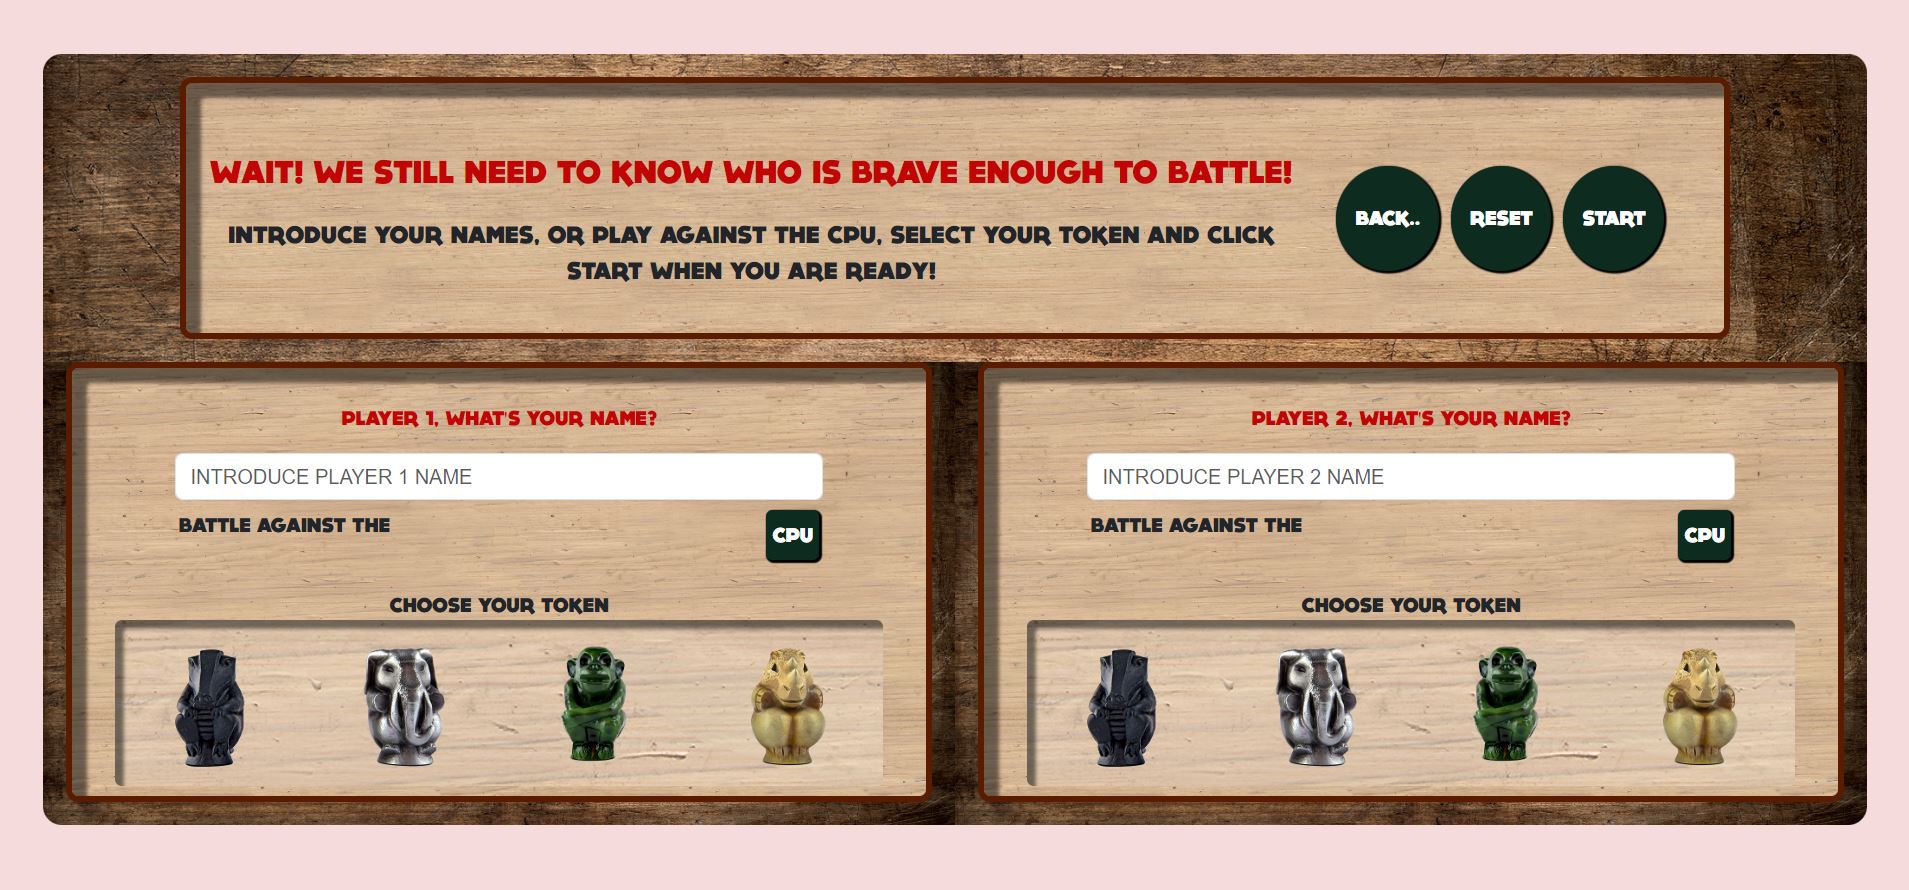 WAIT! WE STILL NEED TO KNOW WHO IS BRAVE ENOUGH TO BATTLE!
INTRODUCE YOUR NAMES, OR PLAY AGAINST THE CPU, SELECT YOUR TOKEN AND CLICK
START WHEN YOU ARE READY!
BACK..
RESET
START
PLAYER 1, WHAT'S YOUR NAME?
INTRODUCE PLAYER 1 NAME
BATTLE AGAINST THE
CPU
CHOOSE YOUR TOKEN
PLAYER 2, WHAT'S YOUR NAME?
INTRODUCE PLAYER 2 NAME
BATTLE AGAINST THE
CPU
CHOOSE YOUR TOKEN